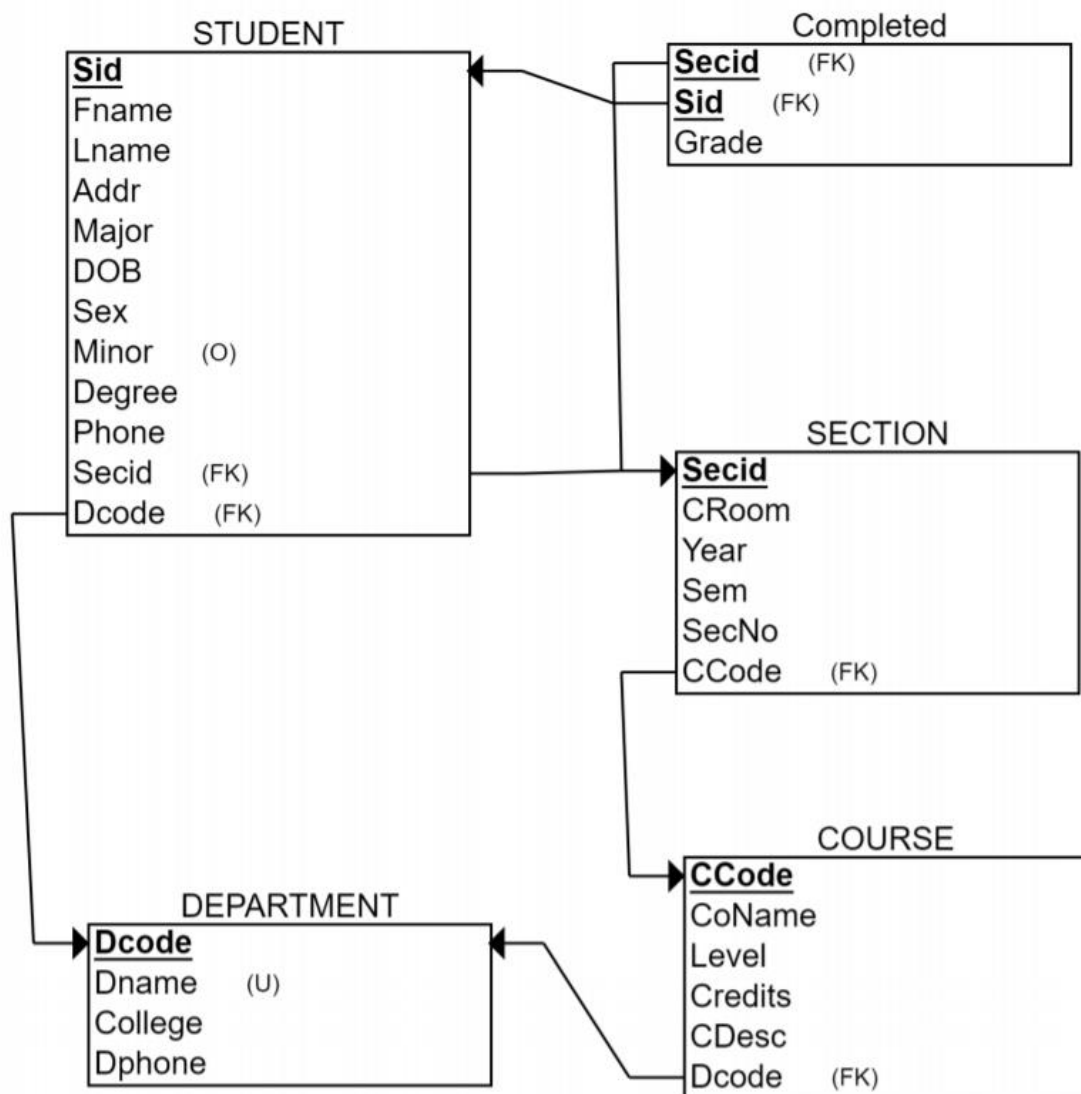 STUDENT
Sid
Fname
Lname
Addr
Major
DOB
Sex
Minor (O)
Degree
Phone
Secid (FK)
Dcode (FK)
Completed
Secid (FK)
Sid (FK)
Grade
SECTION
Secid
CRoom
Year
Sem
SecNo
CCode (FK)
DEPARTMENT
Dcode
Dname (U)
College
Dphone
COURSE
CCode
CoName
Level
Credits
CDesc
Dcode (FK)